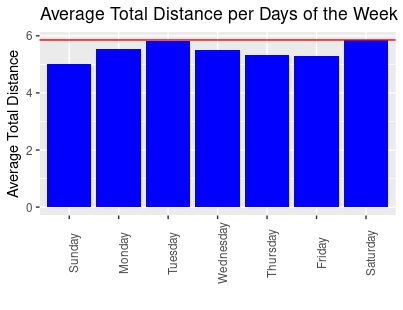 Average Total Distance per Days of the Week
Average Total Distance
6
4
2
0
Sunday
Monday
Tuesday
Wednesday
Thursday
Friday
Saturday